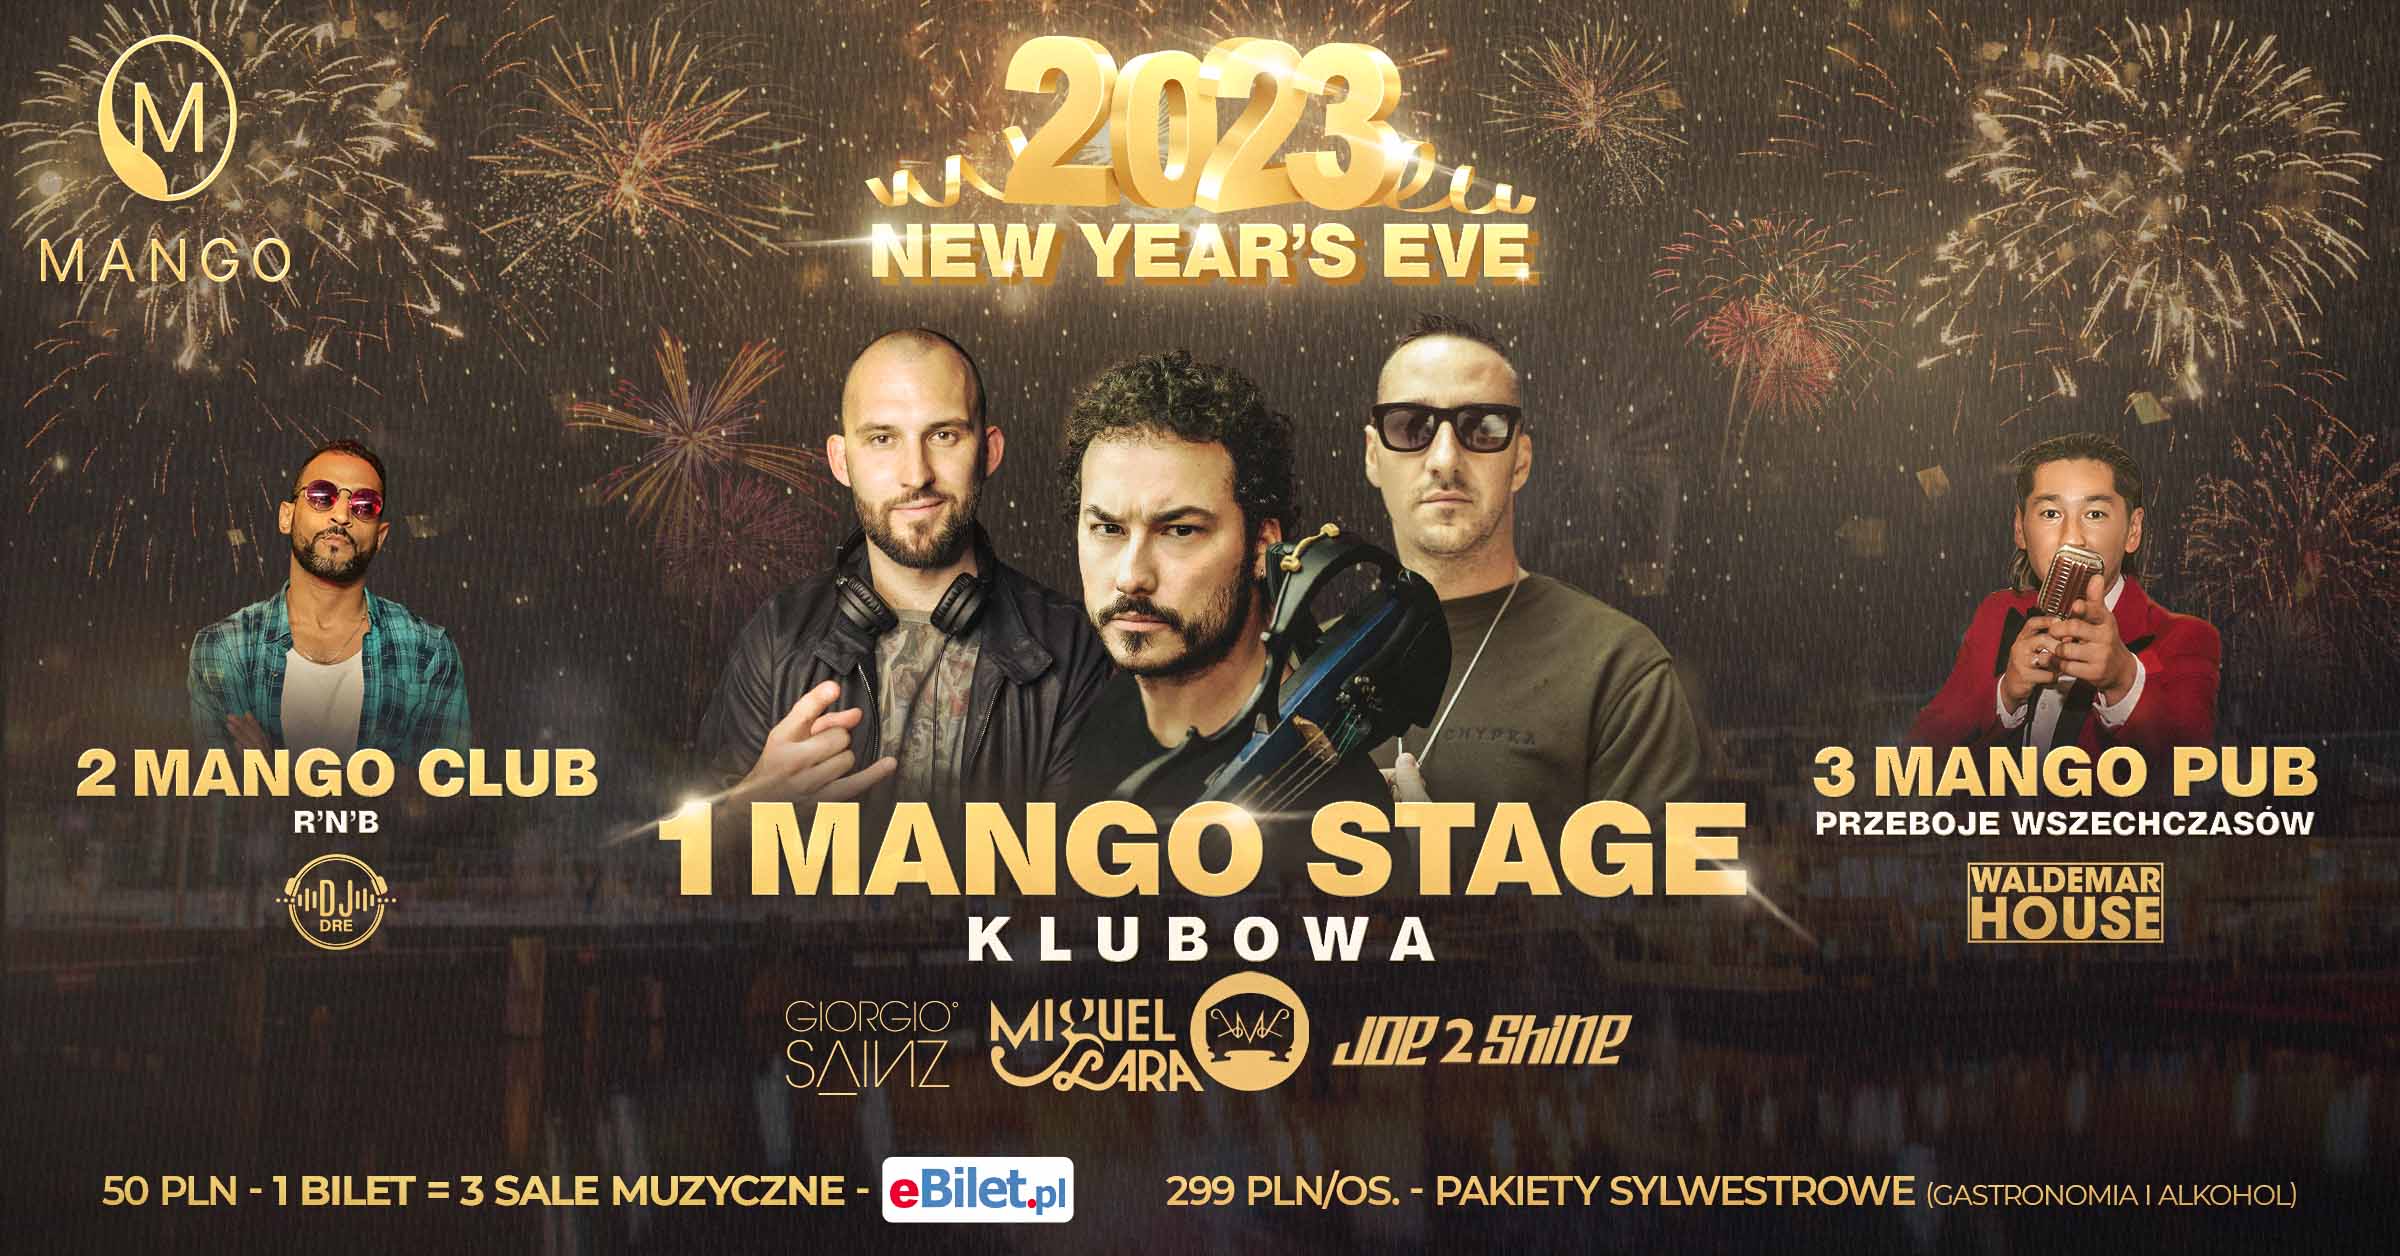 M
MANGO
2023
NEW YEAR'S EVE
CHYPRA
2 MANGO CLUB
R'N'B
DJ
DRE
1 MANGO STAGE
KLUBOWA
GIORGIO
SAINZ
MIGUEL
LARA
JOE 2 SHINE
3 MANGO PUB
PRZEBOJE WSZECHCZASÓW
WALDEMAR
HOUSE
50 PLN - 1 BILET = 3 SALE MUZYCZNE - eBilet.pl
299 PLN/OS. - PAKIETY SYLWESTROWE (GASTRONOMIA I ALKOHOL)